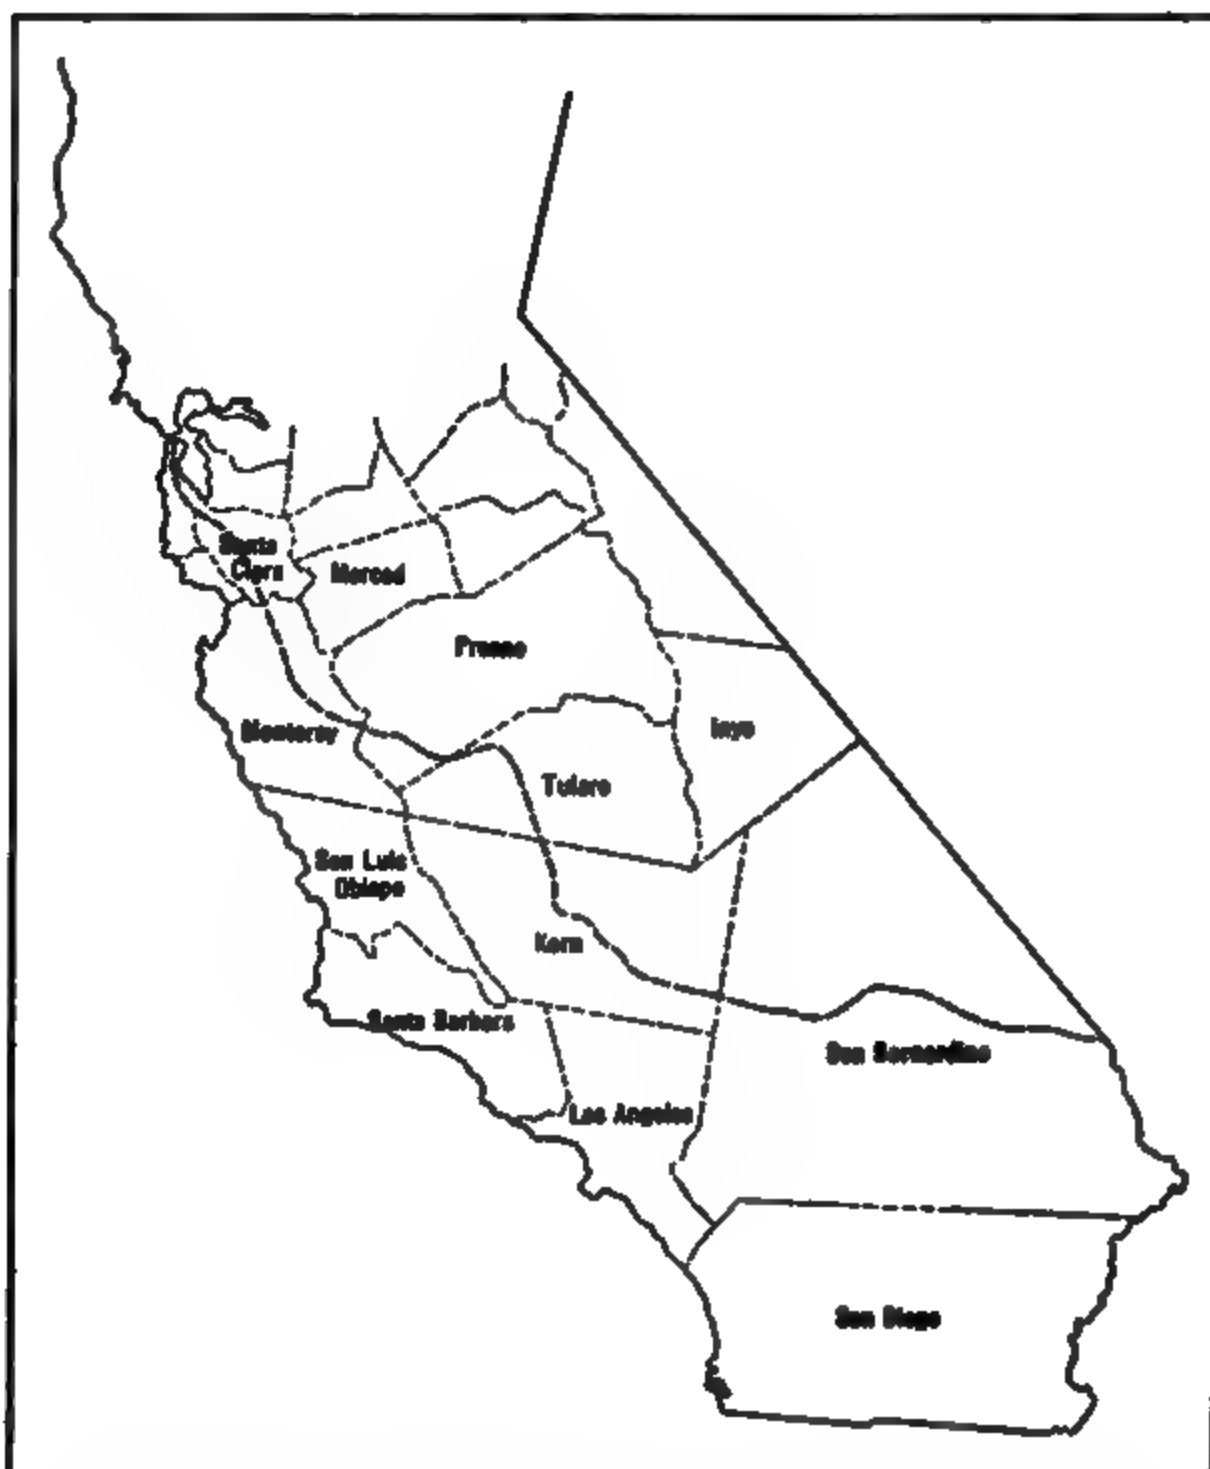 Santa
Clara
Merced
Fresno
Monterey
Inyo
Tulare
San Luis
Obispo
Kern
Santa Barbara
San Bernardino
Los Angeles
San Diego